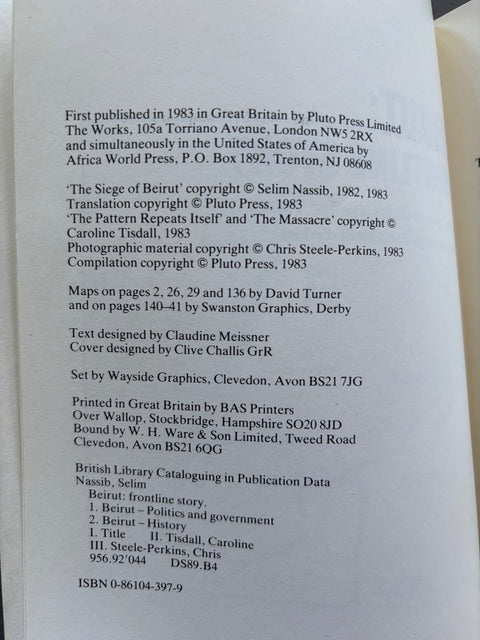 First published in 1983 in Great Britain by Pluto Press Limited
The Works, 105a Torriano Avenue, London NW5 2RX
and simultaneously in the United States of America by
Africa World Press, P.O. Box 1892, Trenton, NJ 08608
'The Siege of Beirut' copyright © Selim Nassib, 1982, 1983
Translation copyright © Pluto Press, 1983
'The Pattern Repeats Itself' and 'The Massacre' copyright ©
Caroline Tisdall, 1983
Photographic material copyright © Chris Steele-Perkins, 1983
Compilation copyright © Pluto Press, 1983
Maps on pages 2, 26, 29 and 136 by David Turner
and on pages 140–41 by Swanston Graphics, Derby
Text designed by Claudine Meissner
Cover designed by Clive Challis GrR
Set by Wayside Graphics, Clevedon, Avon BS21 7JG
Printed in Great Britain by BAS Printers
Over Wallop, Stockbridge, Hampshire SO20 8JD
Bound by W. H. Ware & Son Limited, Tweed Road
Clevedon, Avon BS21 6QG
British Library Cataloguing in Publication Data
Nassib, Selim
Beirut: frontline story.
1. Beirut – Politics and government
2. Beirut – History
I. Title II. Tisdall, Caroline
III. Steele-Perkins, Chris
956.92'044 DS89.B4
ISBN 0-86104-397-9